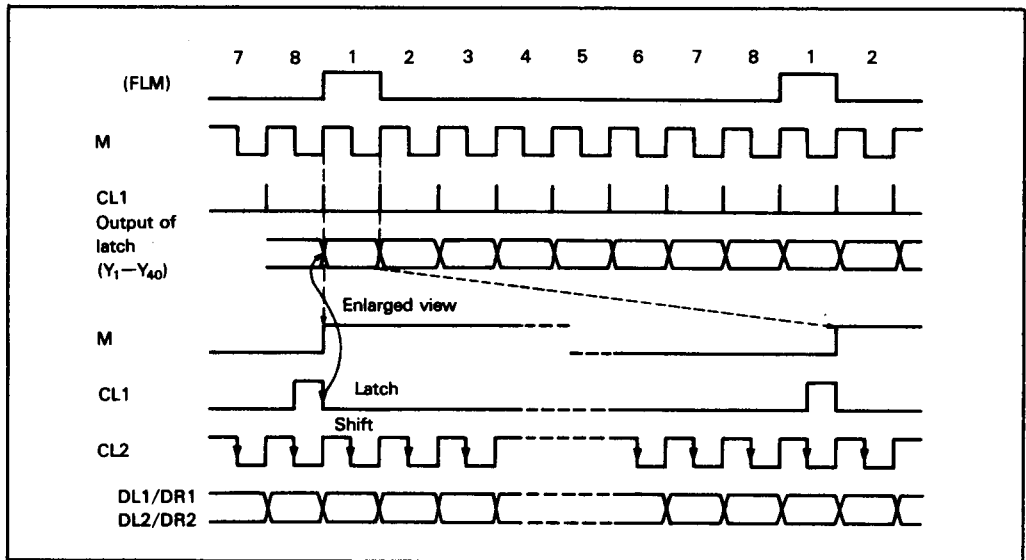 7 8 1 2 3 4 5 6 7 8 1 2
(FLM)
M
CL1
Output of
latch
(Y₁—Y₄₀)
Enlarged view
M
CL1
Latch
Shift
CL2
DL1/DR1
DL2/DR2